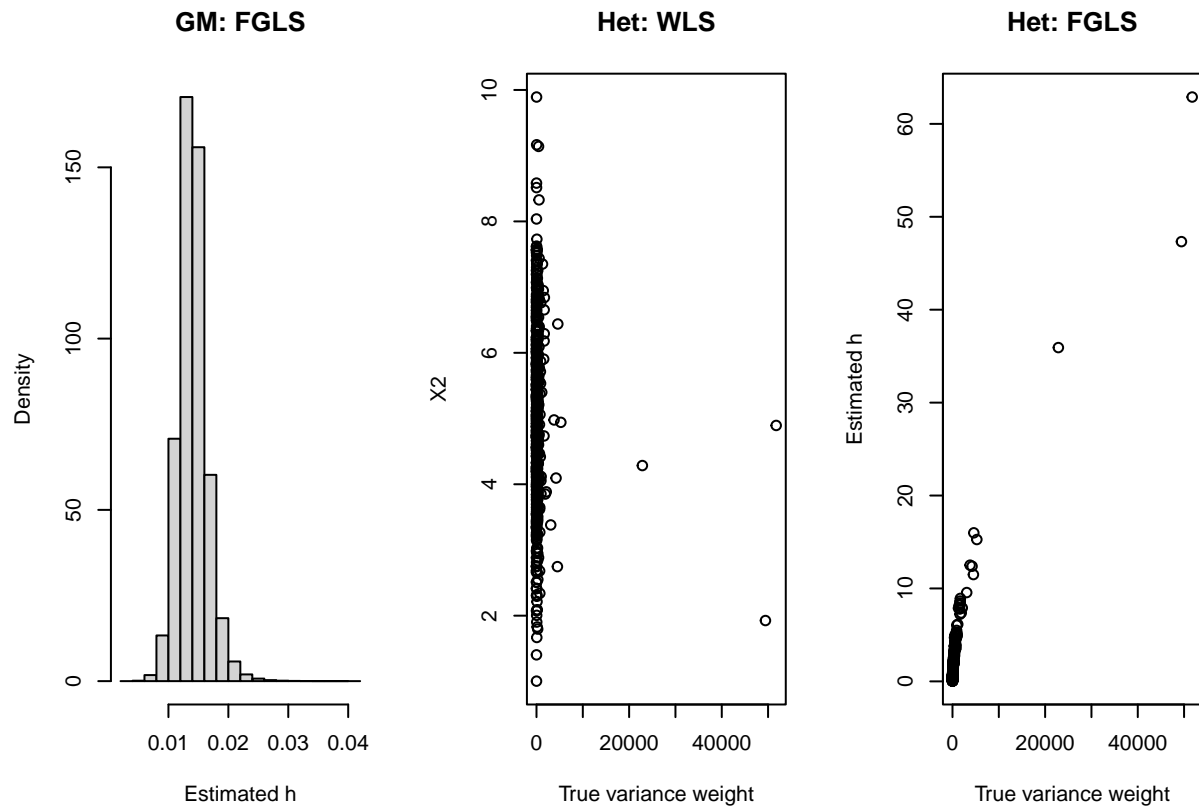 GM: FGLS
Density
0
50
100
150
0.01 0.02 0.03 0.04
Estimated h
Het: WLS
X2
2
4
6
8
10
0 20000 40000
True variance weight
Het: FGLS
Estimated h
0
10
20
30
40
50
60
0 20000 40000
True variance weight